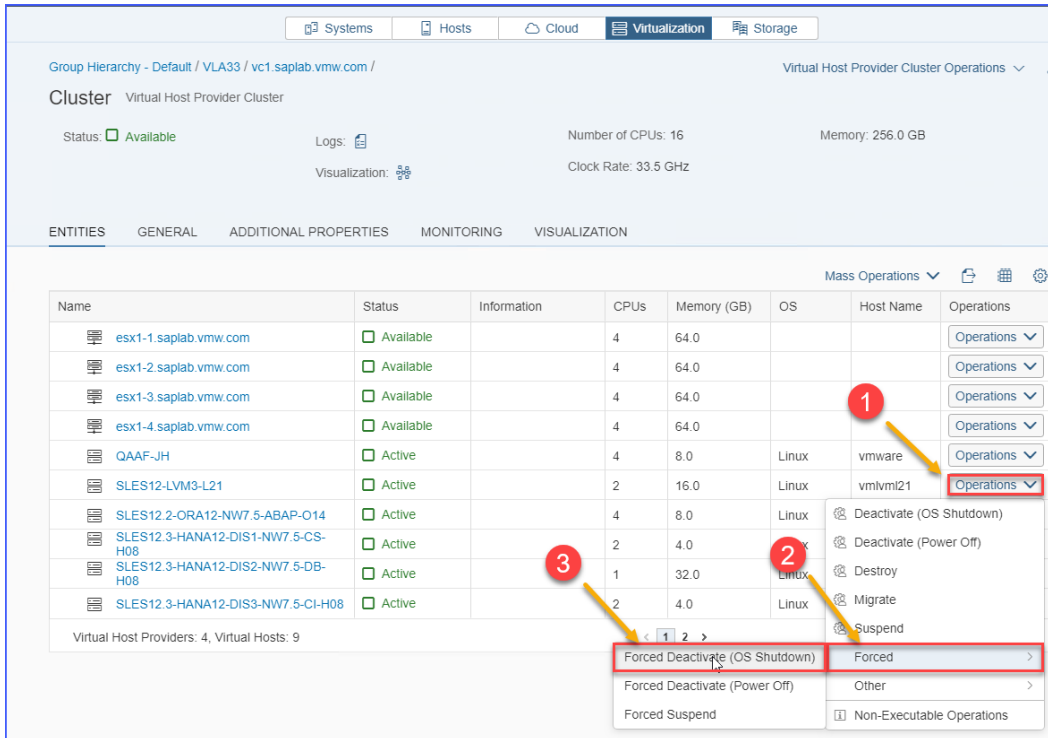 Systems Hosts Cloud Virtualization Storage
Group Hierarchy - Default / VLA33 / vc1.saplab.vmw.com / Virtual Host Provider Cluster Operations
Cluster Virtual Host Provider Cluster
Status: Available Logs: Number of CPUs: 16 Memory: 256.0 GB
Visualization: Clock Rate: 33.5 GHz
ENTITIES GENERAL ADDITIONAL PROPERTIES MONITORING VISUALIZATION
Mass Operations
Name Status Information CPUs Memory (GB) OS Host Name Operations
esx1-1.saplab.vmw.com Available 4 64.0 Operations
esx1-2.saplab.vmw.com Available 4 64.0 Operations
esx1-3.saplab.vmw.com Available 4 64.0 Operations
1
esx1-4.saplab.vmw.com Available 4 64.0 Operations
QAAF-JH Active 4 8.0 Linux vmware Operations
SLES12-LVM3-L21 Active 2 16.0 Linux vmlvml21 Operations
SLES12.2-ORA12-NW7.5-ABAP-O14 Active 4 8.0 Linux Deactivate (OS Shutdown)
SLES12.3-HANA12-DIS1-NW7.5-CS-
H08 Active 2 4.0 Deactivate (Power Off)
3 2
SLES12.3-HANA12-DIS2-NW7.5-DB-
H08 Active 1 32.0 Linux Destroy
SLES12.3-HANA12-DIS3-NW7.5-CI-H08 Active 2 4.0 Linux Migrate
Suspend
Virtual Host Providers: 4, Virtual Hosts: 9 < 1 2 >
Forced Deactivate (OS Shutdown) Forced >
Forced Deactivate (Power Off) Other >
Forced Suspend Non-Executable Operations